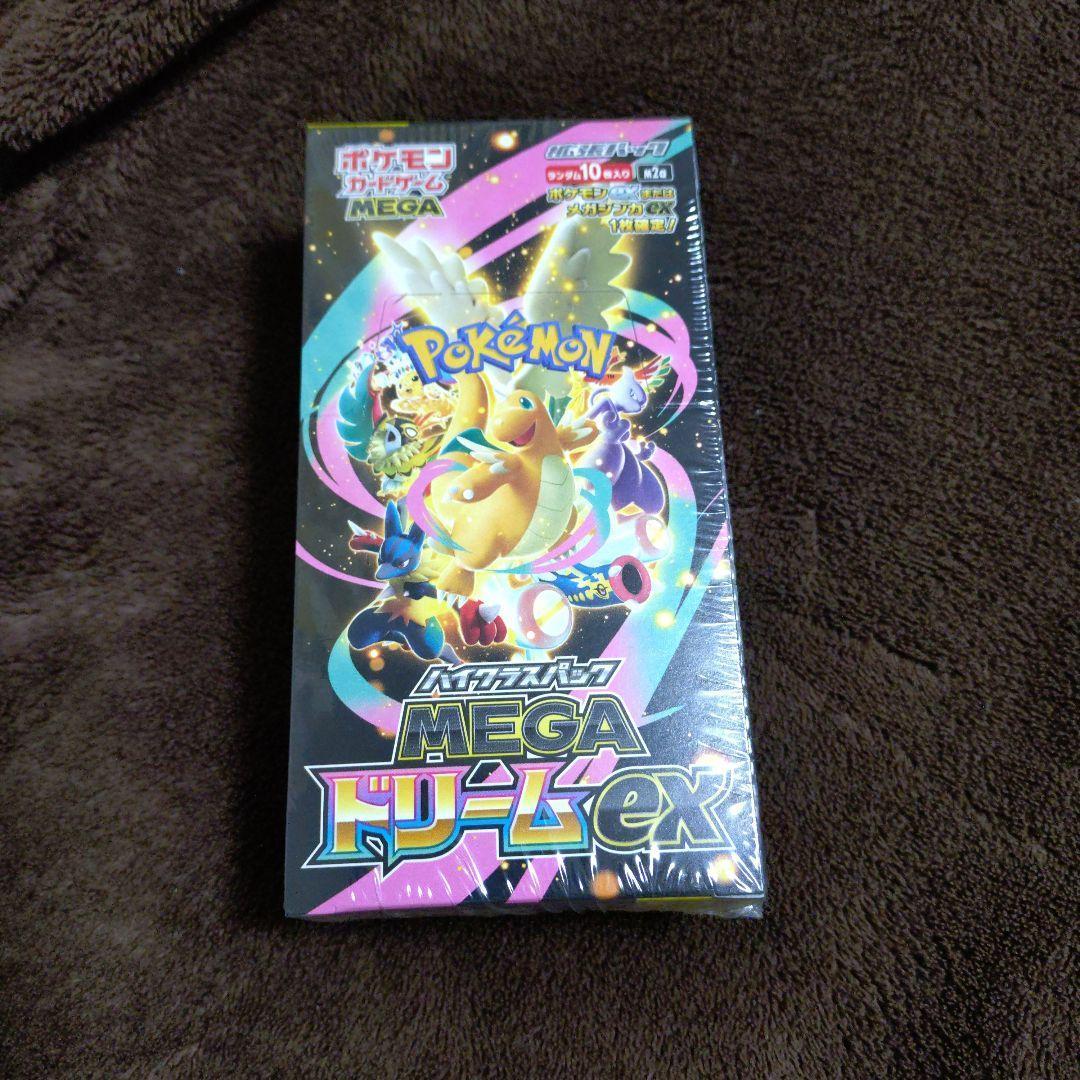 ポケモン
カードゲーム
MEGA
拡張パック
ランダム10枚入り M2a
ポケモンexまたは
メガシンカex
1枚確定!
POKéMON
ハイクラスパック
MEGA
ドリームex